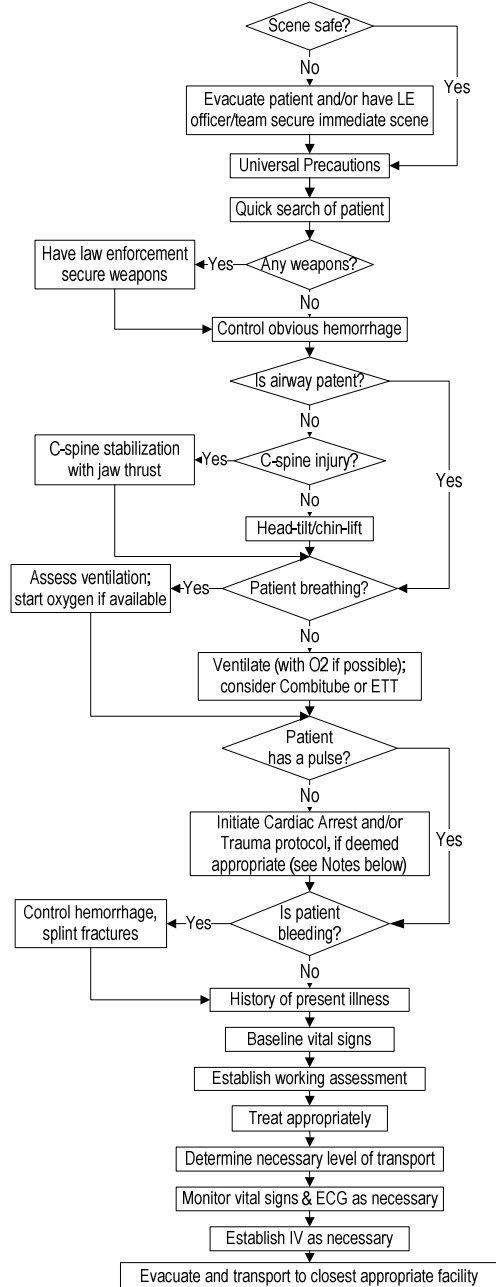 Scene safe?
No
Yes
Evacuate patient and/or have LE
officer/team secure immediate scene
Universal Precautions
Quick search of patient
Have law enforcement
secure weapons
Yes
Any weapons?
No
Control obvious hemorrhage
Is airway patent?
No
C-spine stabilization
with jaw thrust
Yes
C-spine injury?
Yes
No
Head-tilt/chin-lift
Assess ventilation;
start oxygen if available
Yes
Patient breathing?
No
Ventilate (with O2 if possible);
consider Combitube or ETT
Patient
has a pulse?
No
Initiate Cardiac Arrest and/or
Trauma protocol, if deemed
appropriate (see Notes below)
Yes
Control hemorrhage,
splint fractures
Yes
Is patient
bleeding?
No
History of present illness
Baseline vital signs
Establish working assessment
Treat appropriately
Determine necessary level of transport
Monitor vital signs & ECG as necessary
Establish IV as necessary
Evacuate and transport to closest appropriate facility